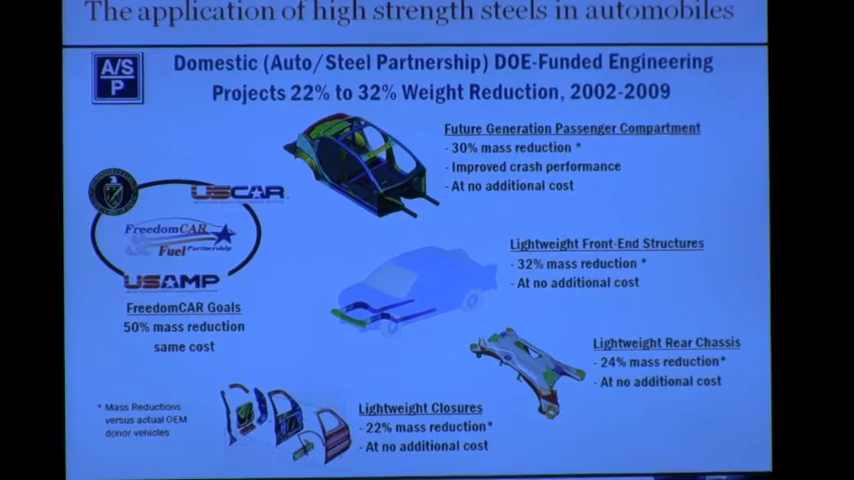 The application of high strength steels in automobiles
A/S
P
Domestic (Auto/Steel Partnership) DOE-Funded Engineering
Projects 22% to 32% Weight Reduction, 2002-2009
Future Generation Passenger Compartment
- 30% mass reduction *
- Improved crash performance
- At no additional cost
USCAR
FreedomCAR
& Fuel Partnership
USAMP
FreedomCAR Goals
50% mass reduction
same cost
Lightweight Front-End Structures
- 32% mass reduction *
- At no additional cost
Lightweight Rear Chassis
- 24% mass reduction*
- At no additional cost
Lightweight Closures
- 22% mass reduction*
- At no additional cost
* Mass Reductions
versus actual OEM
donor vehicles